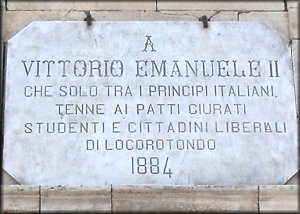 A
VITTORIO EMANUELE II
CHE SOLO TRA I PRINCIPI ITALIANI,
TENNE AI PATTI GIURATI
STUDENTI E CITTADINI LIBERALI
DI LOCOROTONDO
1884